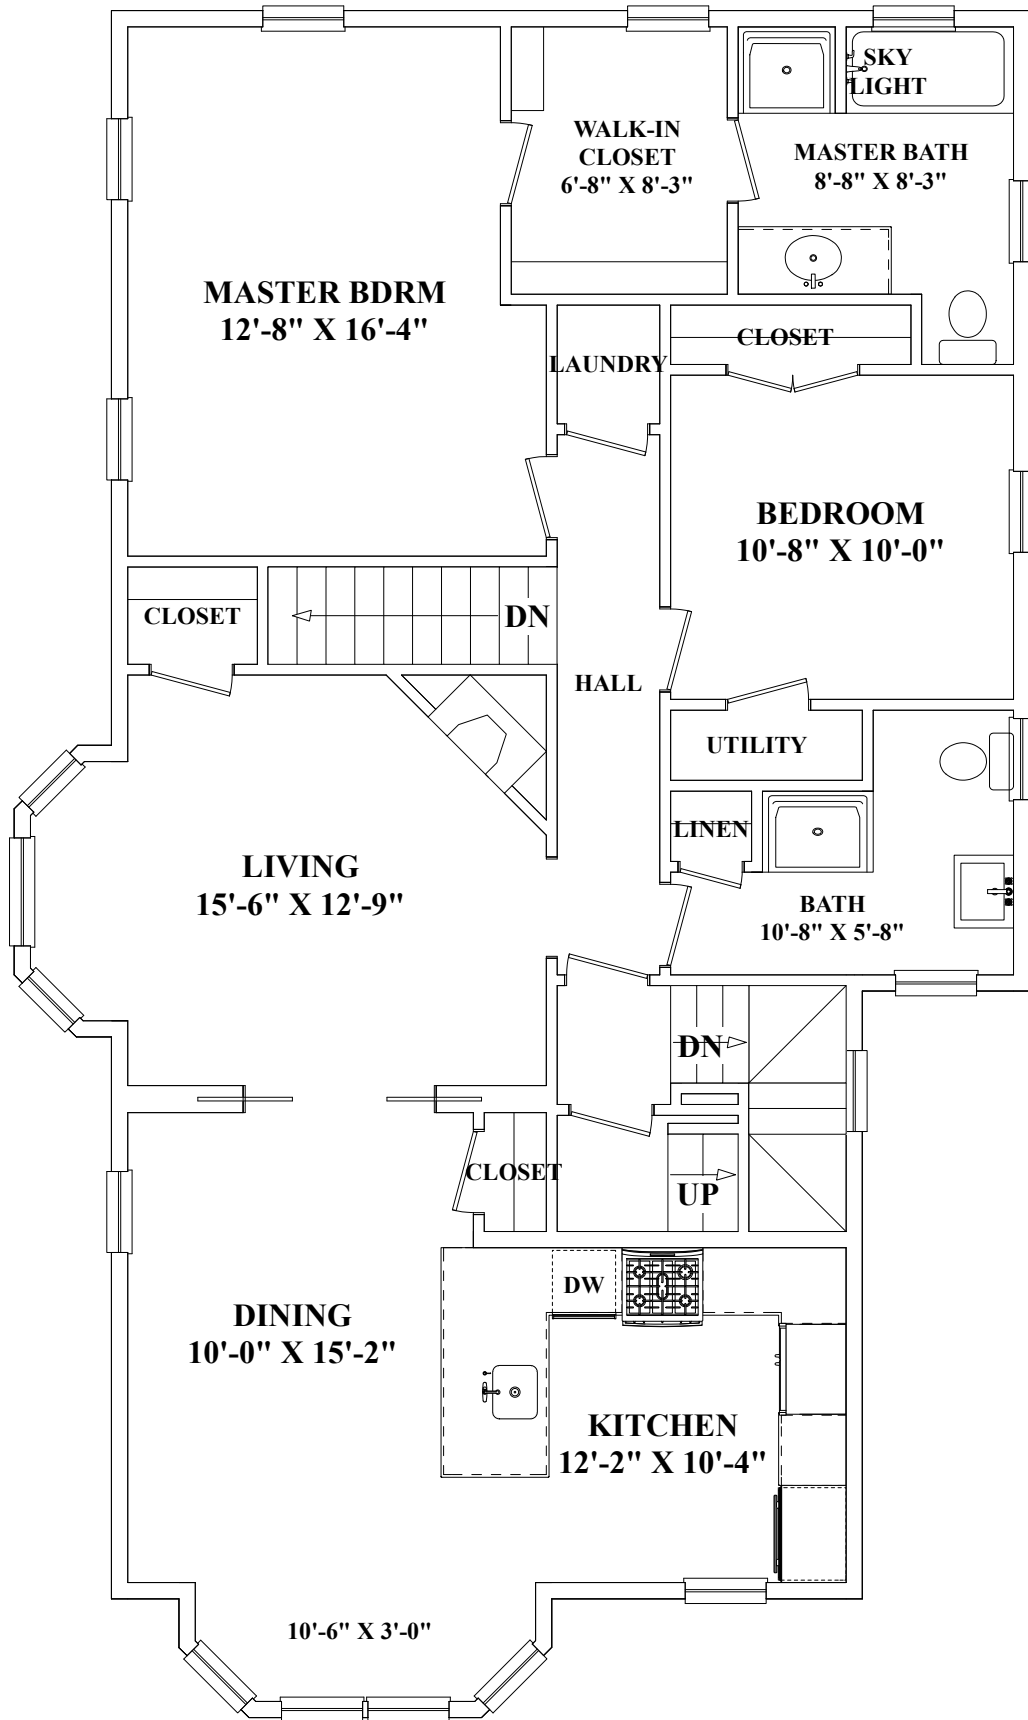 SKY
LIGHT
WALK-IN
CLOSET
6'-8" X 8'-3"
MASTER BATH
8'-8" X 8'-3"
MASTER BDRM
12'-8" X 16'-4"
LAUNDRY
CLOSET
BEDROOM
10'-8" X 10'-0"
CLOSET
DN
HALL
UTILITY
LINEN
LIVING
15'-6" X 12'-9"
BATH
10'-8" X 5'-8"
DN
CLOSET
UP
DW
DINING
10'-0" X 15'-2"
KITCHEN
12'-2" X 10'-4"
10'-6" X 3'-0"